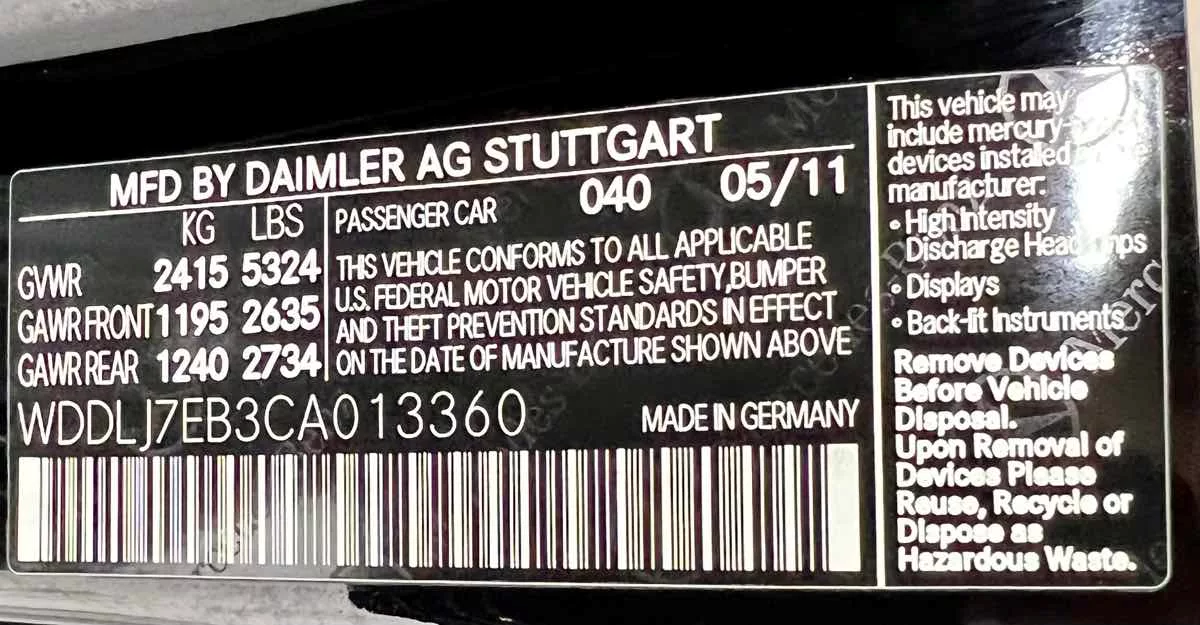 MFD BY DAIMLER AG STUTTGART
KG LBS
GVWR 2415 5324
GAWR FRONT 1195 2635
GAWR REAR 1240 2734
PASSENGER CAR 040 05/11
THIS VEHICLE CONFORMS TO ALL APPLICABLE
U.S. FEDERAL MOTOR VEHICLE SAFETY,BUMPER
AND THEFT PREVENTION STANDARDS IN EFFECT
ON THE DATE OF MANUFACTURE SHOWN ABOVE
WDDLJ7EB3CA013360
MADE IN GERMANY
This vehicle may
include mercury-
devices installed
manufacturer:
• High Intensity
Discharge Headlamps
• Displays
• Back-lit Instruments
Remove Devices
Before Vehicle
Disposal.
Upon Removal of
Devices Please
Reuse, Recycle or
Dispose as
Hazardous Waste.